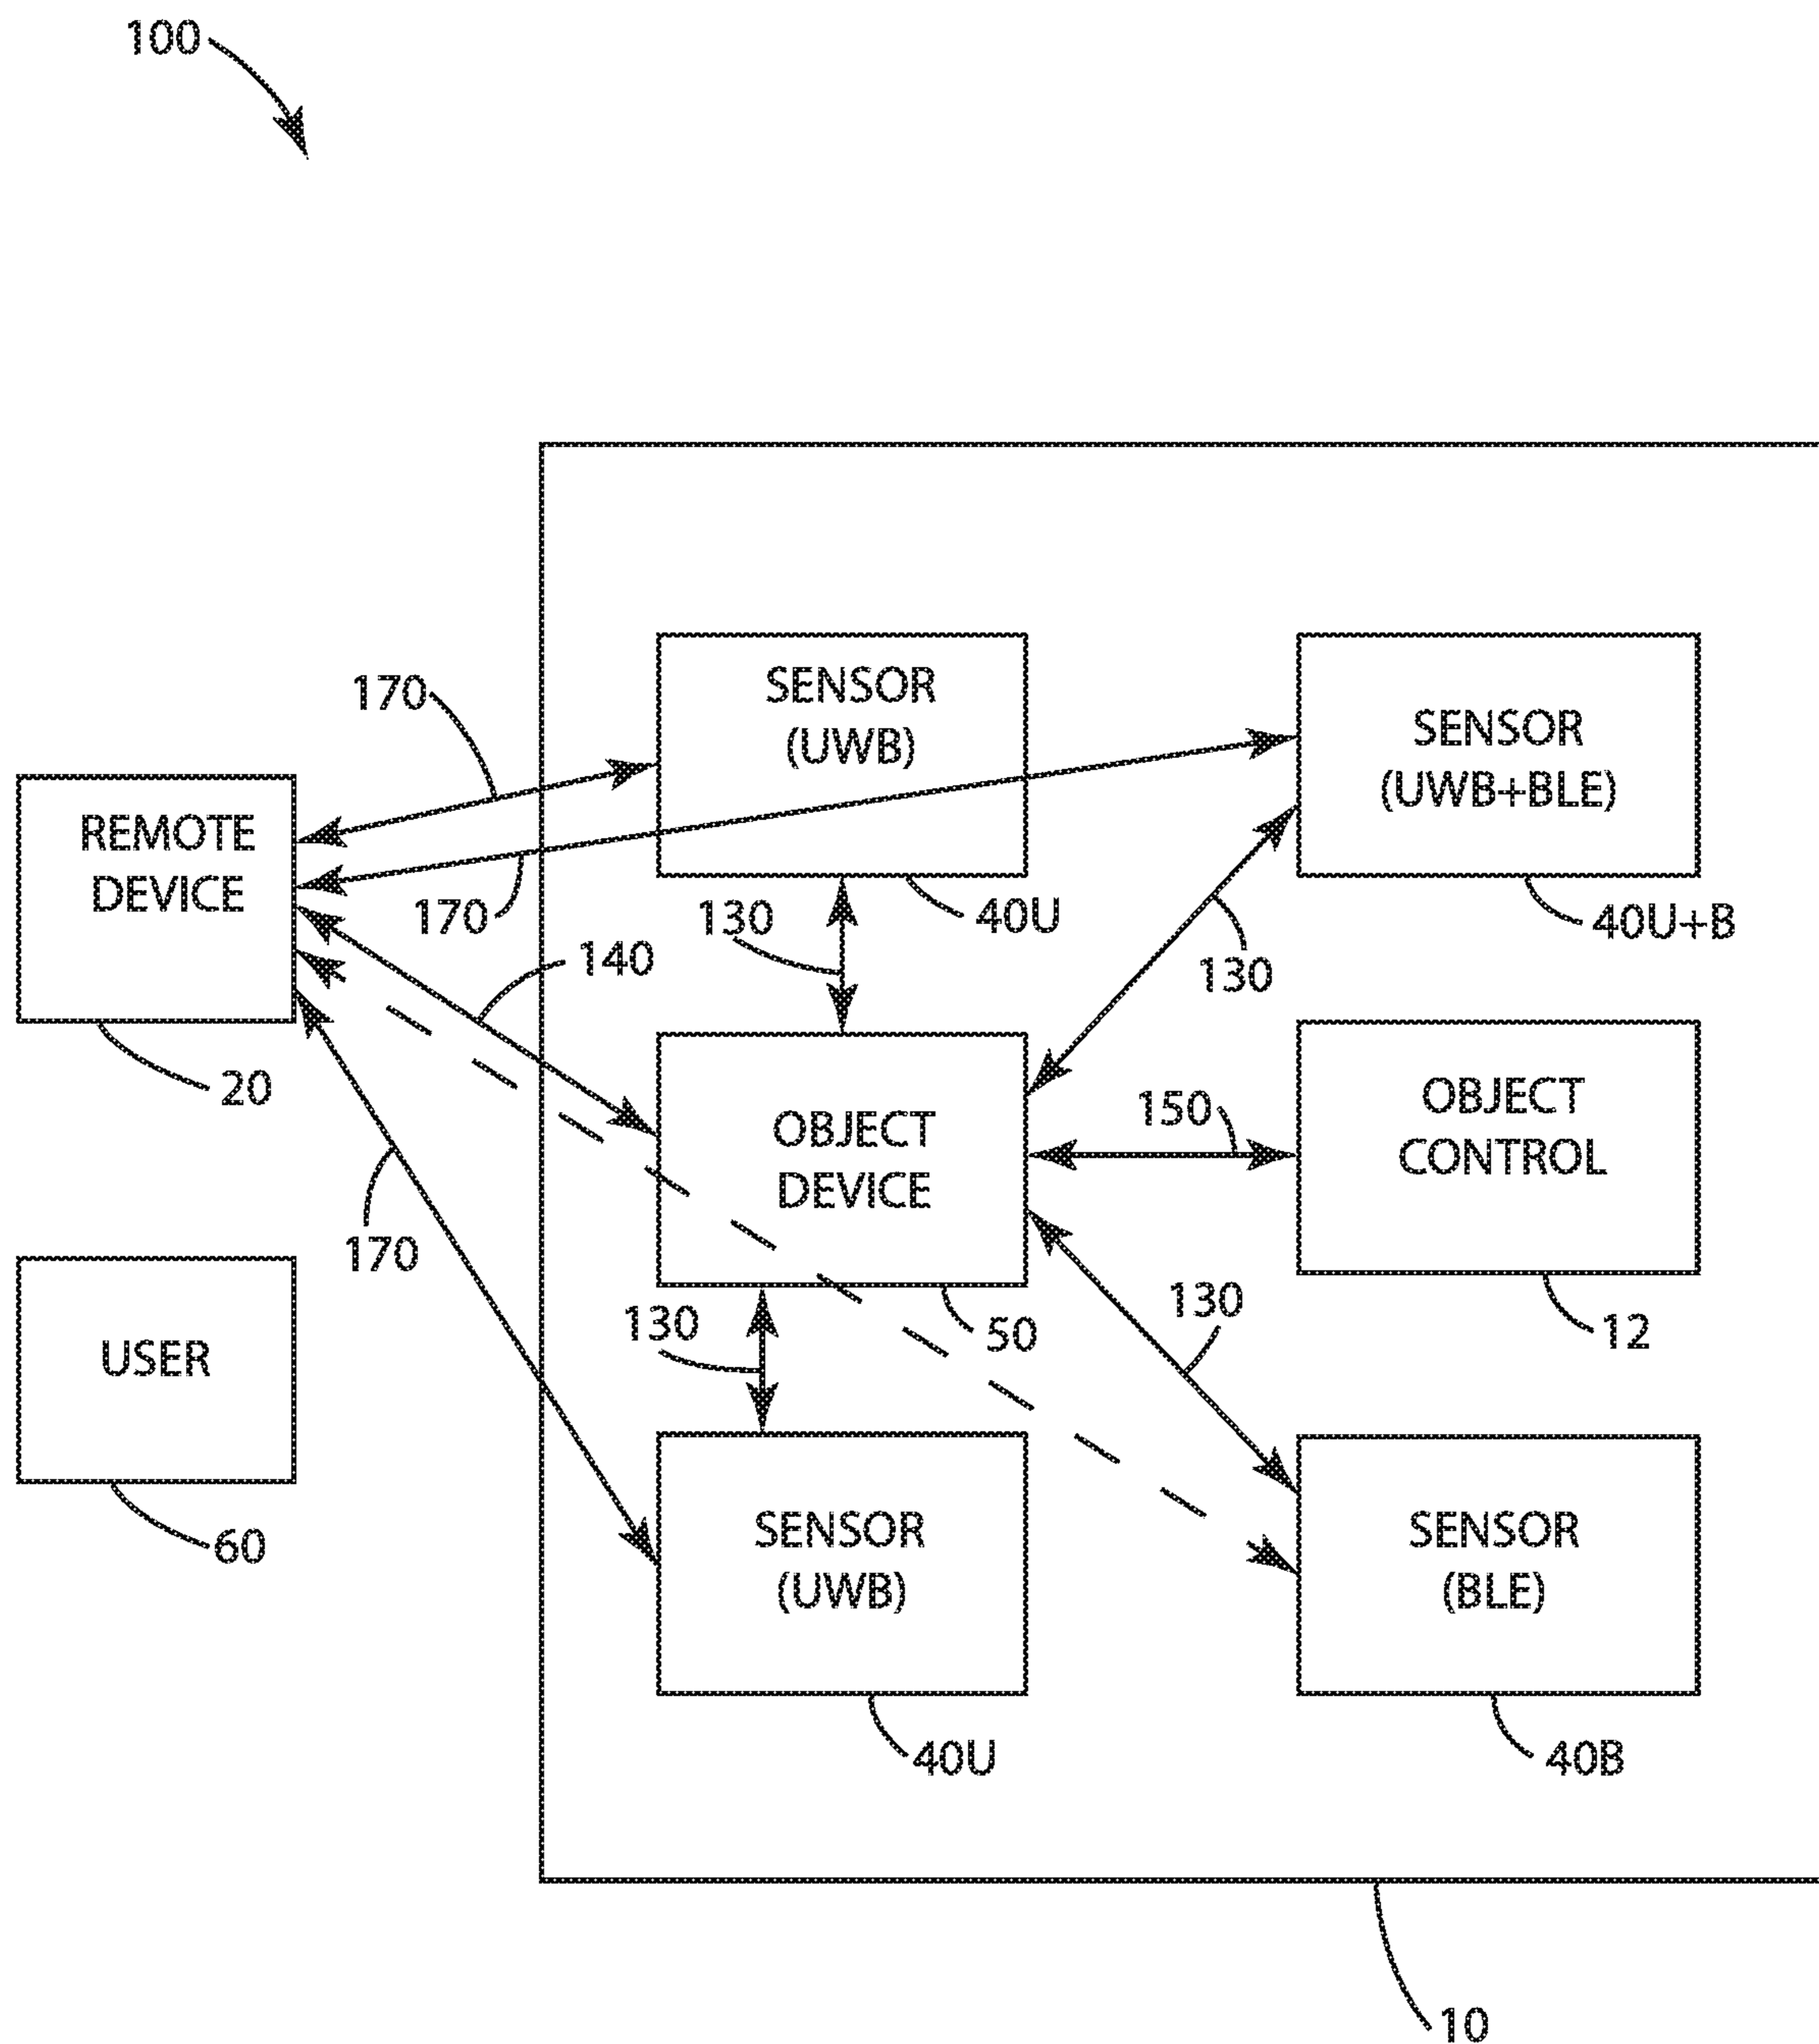 100
SENSOR
(UWB)
SENSOR
(UWB+BLE)
170
REMOTE
DEVICE
170
130
40U
40U+B
140
130
20
OBJECT
DEVICE
150
OBJECT
CONTROL
170
130
50
130
12
USER
60
SENSOR
(UWB)
SENSOR
(BLE)
40U
40B
10